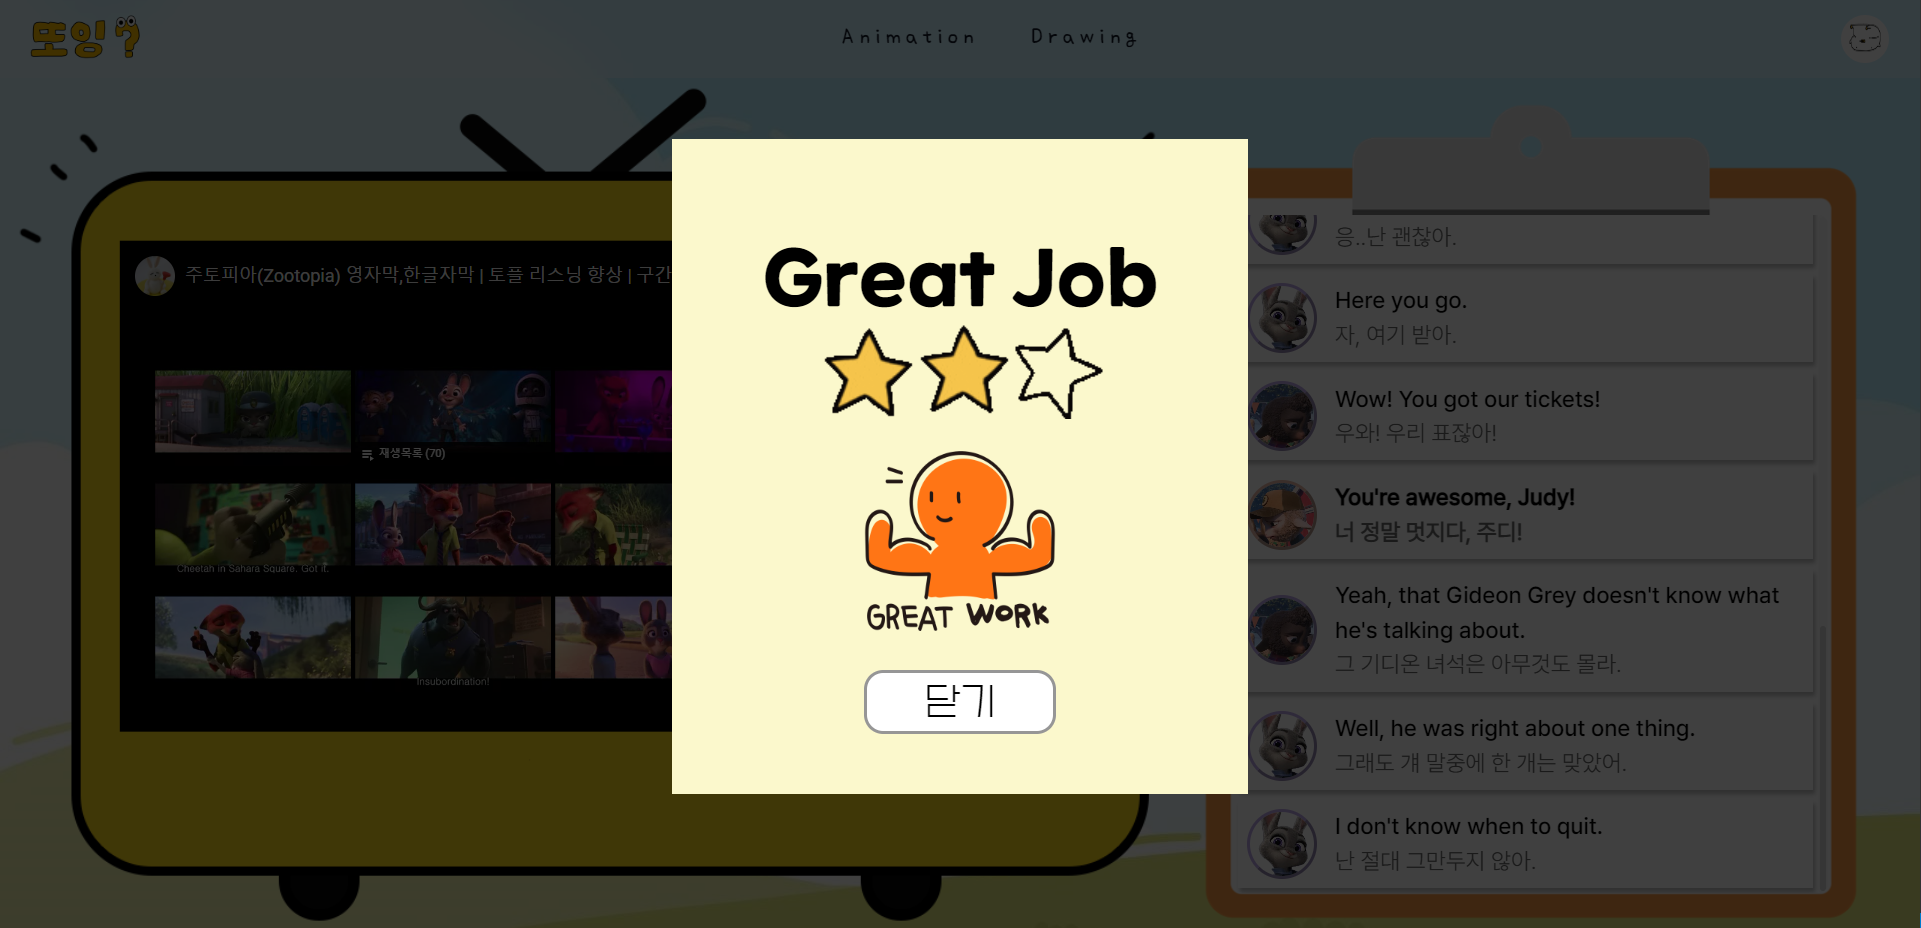 또잉?
Animation Drawing
주토피아(Zootopia) 영자막,한글자막 | 토플 리스닝 향상 | 구간
재생목록 (70)
Cheetah in Sahara Square. Got it.
Insubordination!
Great Job
GREAT WORK
닫기
응..난 괜찮아.
Here you go.
자, 여기 받아.
Wow! You got our tickets!
우와! 우리 표잖아!
You're awesome, Judy!
너 정말 멋지다, 주디!
Yeah, that Gideon Grey doesn't know what
he's talking about.
그 기디온 녀석은 아무것도 몰라.
Well, he was right about one thing.
그래도 걔 말중에 한 개는 맞았어.
I don't know when to quit.
난 절대 그만두지 않아.